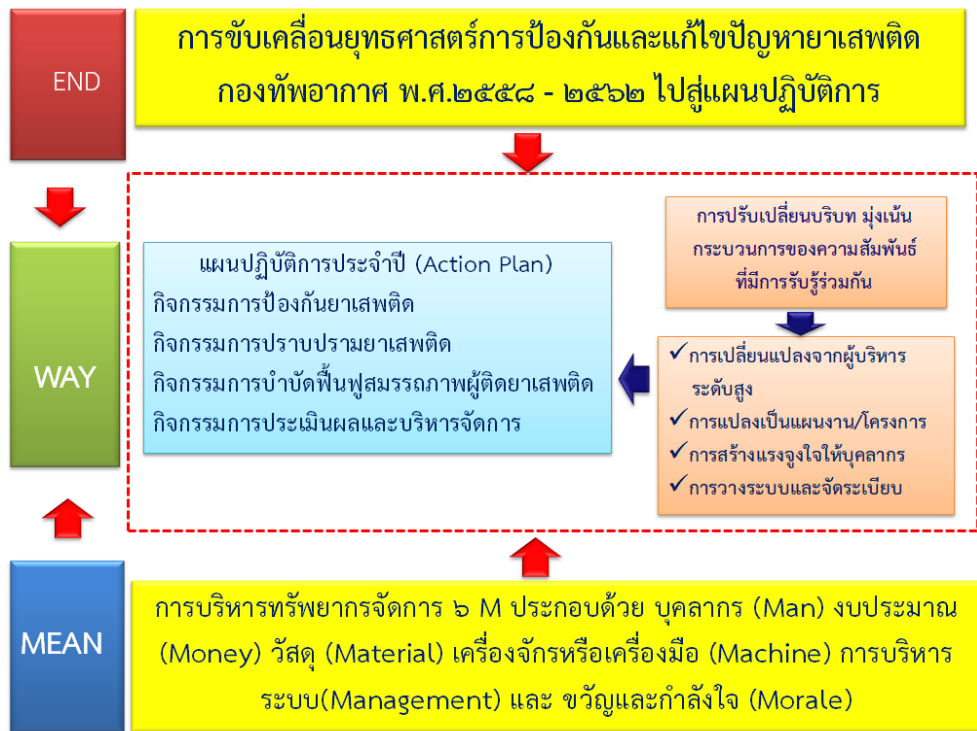 END
การขับเคลื่อนยุทธศาสตร์การป้องกันและแก้ไขปัญหายาเสพติด
กองทัพอากาศ พ.ศ.๒๕๕๘ - ๒๕๖๒ ไปสู่แผนปฏิบัติการ
WAY
แผนปฏิบัติการประจำปี (Action Plan)
กิจกรรมการป้องกันยาเสพติด
กิจกรรมการปราบปรามยาเสพติด
กิจกรรมการบำบัดฟื้นฟูสมรรถภาพผู้ติดยาเสพติด
กิจกรรมการประเมินผลและบริหารจัดการ
การปรับเปลี่ยนบริบท มุ่งเน้น
กระบวนการของความสัมพันธ์
ที่มีการรับรู้ร่วมกัน
✓การเปลี่ยนแปลงจากผู้บริหาร
ระดับสูง
✓การแปลงเป็นแผนงาน/โครงการ
✓การสร้างแรงจูงใจให้บุคลากร
✓การวางระบบและจัดระเบียบ
MEAN
การบริหารทรัพยากรจัดการ ๖ M ประกอบด้วย บุคลากร (Man) งบประมาณ
(Money) วัสดุ (Material) เครื่องจักรหรือเครื่องมือ (Machine) การบริหาร
ระบบ(Management) และ ขวัญและกำลังใจ (Morale)